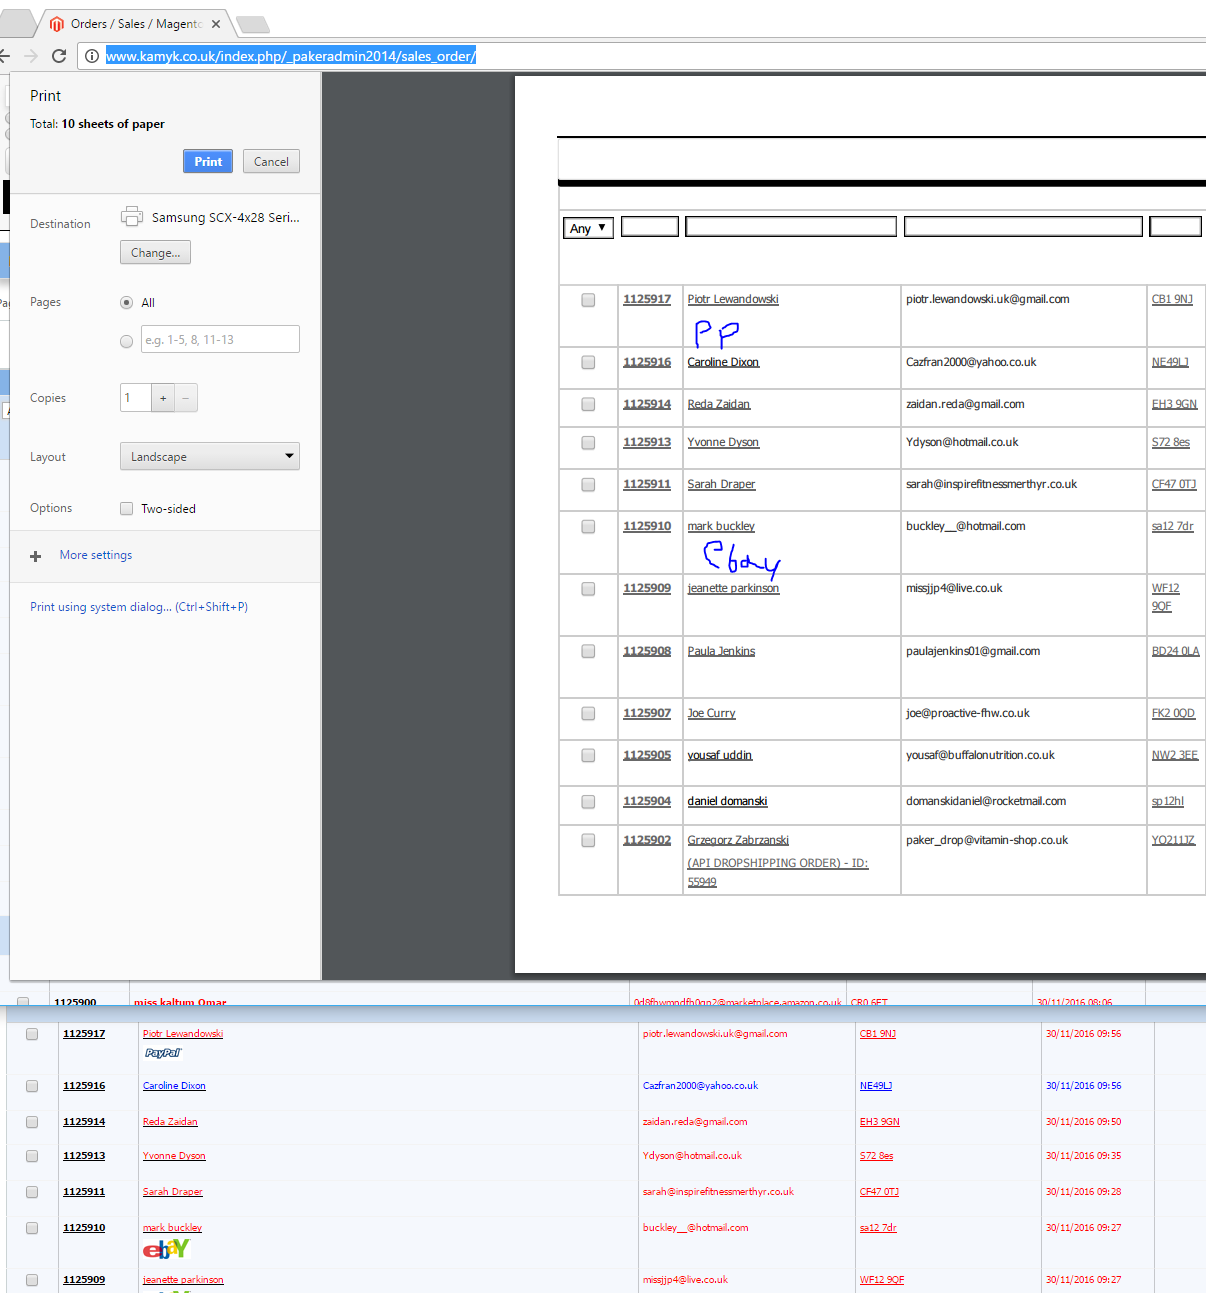 Orders / Sales / Magento
www.kamyk.co.uk/index.php/_pakeradmin2014/sales_order/
Print
Total: 10 sheets of paper
Print Cancel
Destination Samsung SCX-4x28 Seri...
Change...
Pages All
e.g. 1-5, 8, 11-13
Copies 1 + −
Layout Landscape
Options Two-sided
More settings
Print using system dialog... (Ctrl+Shift+P)
Any
1125917 Piotr Lewandowski piotr.lewandowski.uk@gmail.com CB1 9NJ
PP
1125916 Caroline Dixon Cazfran2000@yahoo.co.uk NE49LJ
1125914 Reda Zaidan zaidan.reda@gmail.com EH3 9GN
1125913 Yvonne Dyson Ydyson@hotmail.co.uk S72 8es
1125911 Sarah Draper sarah@inspirefitnessmerthyr.co.uk CF47 0TJ
1125910 mark buckley buckley__@hotmail.com sa12 7dr
Ebay
1125909 jeanette parkinson missjjp4@live.co.uk WF12
9QF
1125908 Paula Jenkins paulajenkins01@gmail.com BD24 0LA
1125907 Joe Curry joe@proactive-fhw.co.uk FK2 0QD
1125905 yousaf uddin yousaf@buffalonutrition.co.uk NW2 3EE
1125904 daniel domanski domanskidaniel@rocketmail.com sp12hl
1125902 Grzegorz Zabrzanski paker_drop@vitamin-shop.co.uk YO211JZ
(API DROPSHIPPING ORDER) - ID:
55949
1125900 miss kaltum Omar 0d8fhwmpdfh0gp2@marketplace.amazon.co.uk CR0 6FT 30/11/2016 08:06
1125917 Piotr Lewandowski piotr.lewandowski.uk@gmail.com CB1 9NJ 30/11/2016 09:56
PayPal
1125916 Caroline Dixon Cazfran2000@yahoo.co.uk NE49LJ 30/11/2016 09:56
1125914 Reda Zaidan zaidan.reda@gmail.com EH3 9GN 30/11/2016 09:50
1125913 Yvonne Dyson Ydyson@hotmail.co.uk S72 8es 30/11/2016 09:35
1125911 Sarah Draper sarah@inspirefitnessmerthyr.co.uk CF47 0TJ 30/11/2016 09:28
1125910 mark buckley buckley__@hotmail.com sa12 7dr 30/11/2016 09:27
ebaY
1125909 jeanette parkinson missjjp4@live.co.uk WF12 9QF 30/11/2016 09:27